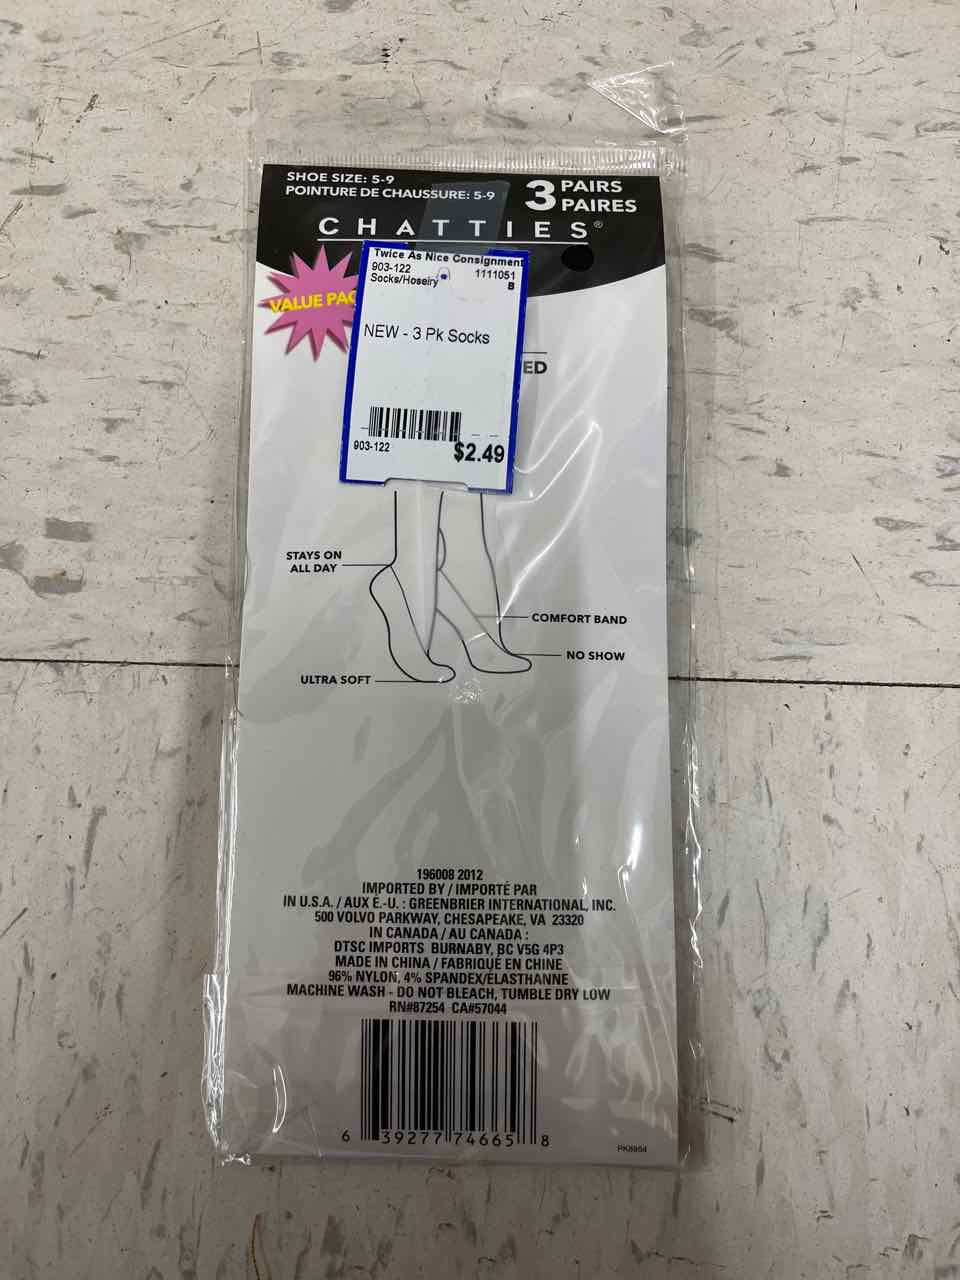 SHOE SIZE: 5-9
POINTURE DE CHAUSSURE: 5-9
3 PAIRS
PAIRES
CHATTIES®
VALUE PAC
Twice As Nice Consignment
903-122 1111051
Socks/Hoseiry B
NEW - 3 Pk Socks
ED
903-122 $2.49
STAYS ON
ALL DAY
COMFORT BAND
NO SHOW
ULTRA SOFT
196008 2012
IMPORTED BY / IMPORTÉ PAR
IN U.S.A. / AUX É.-U. : GREENBRIER INTERNATIONAL, INC.
500 VOLVO PARKWAY, CHESAPEAKE, VA 23320
IN CANADA / AU CANADA :
DTSC IMPORTS BURNABY, BC V5G 4P3
MADE IN CHINA / FABRIQUÉ EN CHINE
96% NYLON, 4% SPANDEX/ÉLASTHANNE
MACHINE WASH - DO NOT BLEACH, TUMBLE DRY LOW
RN#87254 CA#57044
6 39277 74665 8